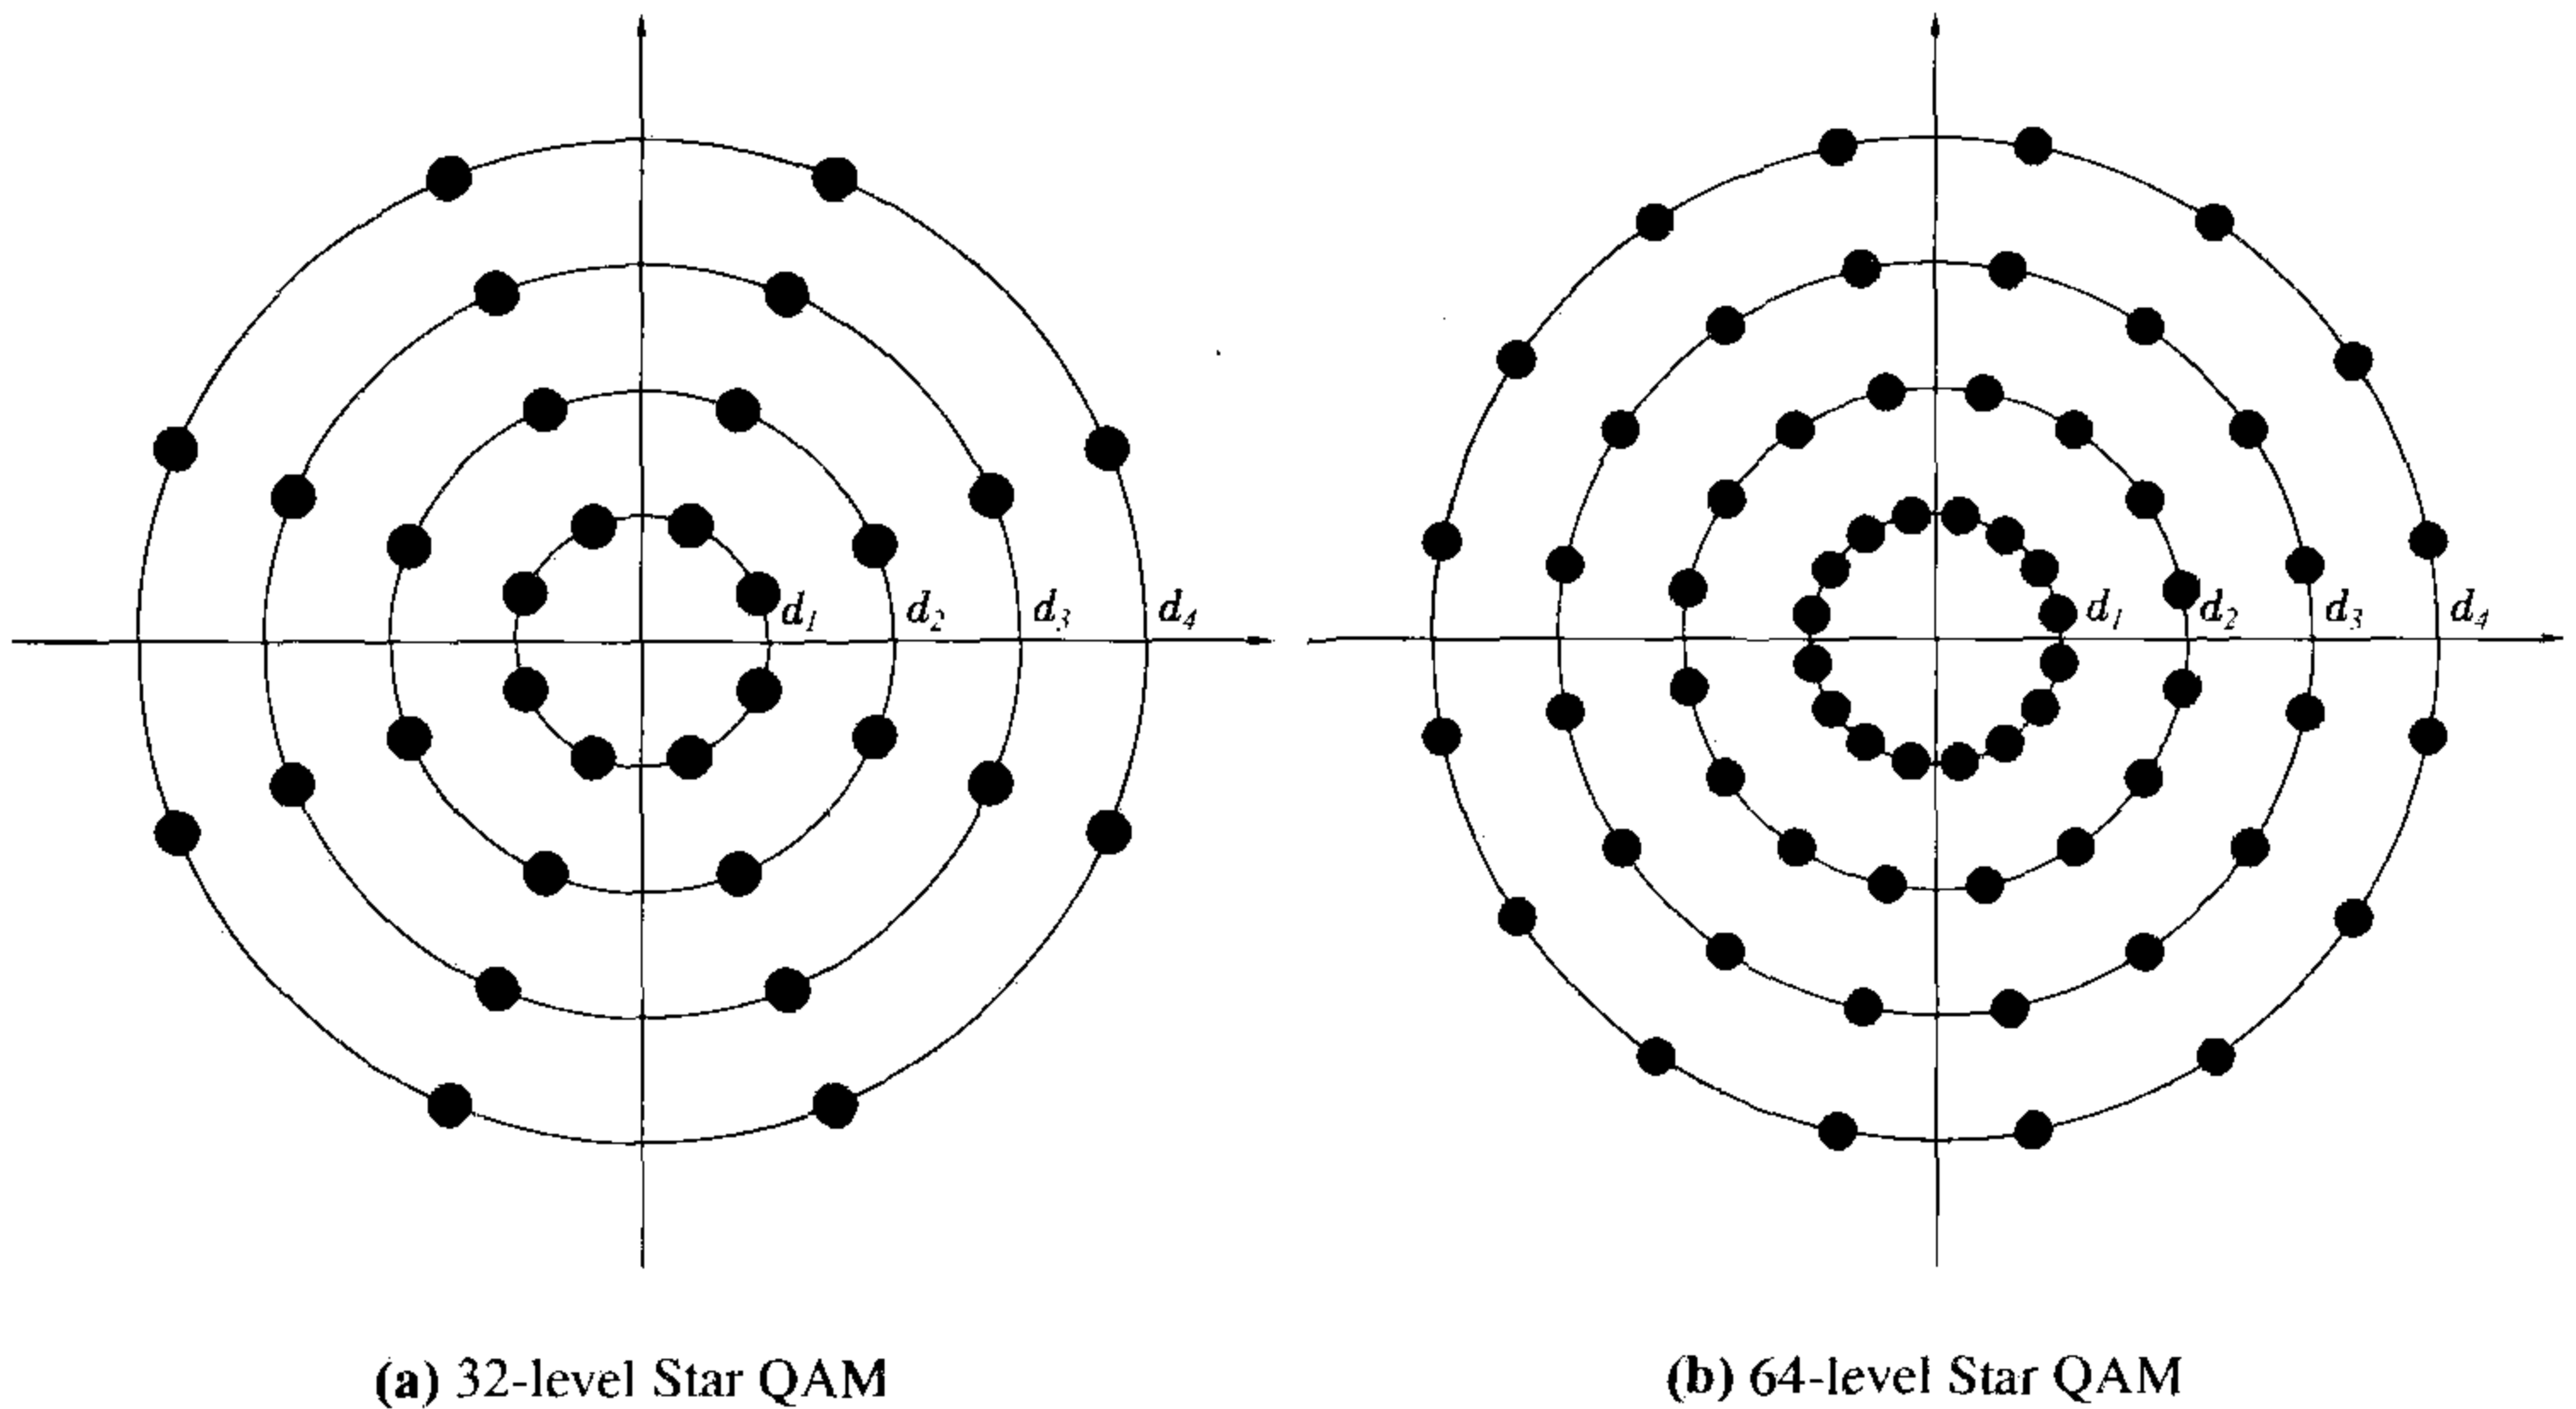 d₁ d₂ d₃ d₄
d₁ d₂ d₃ d₄
(a) 32-level Star QAM
(b) 64-level Star QAM